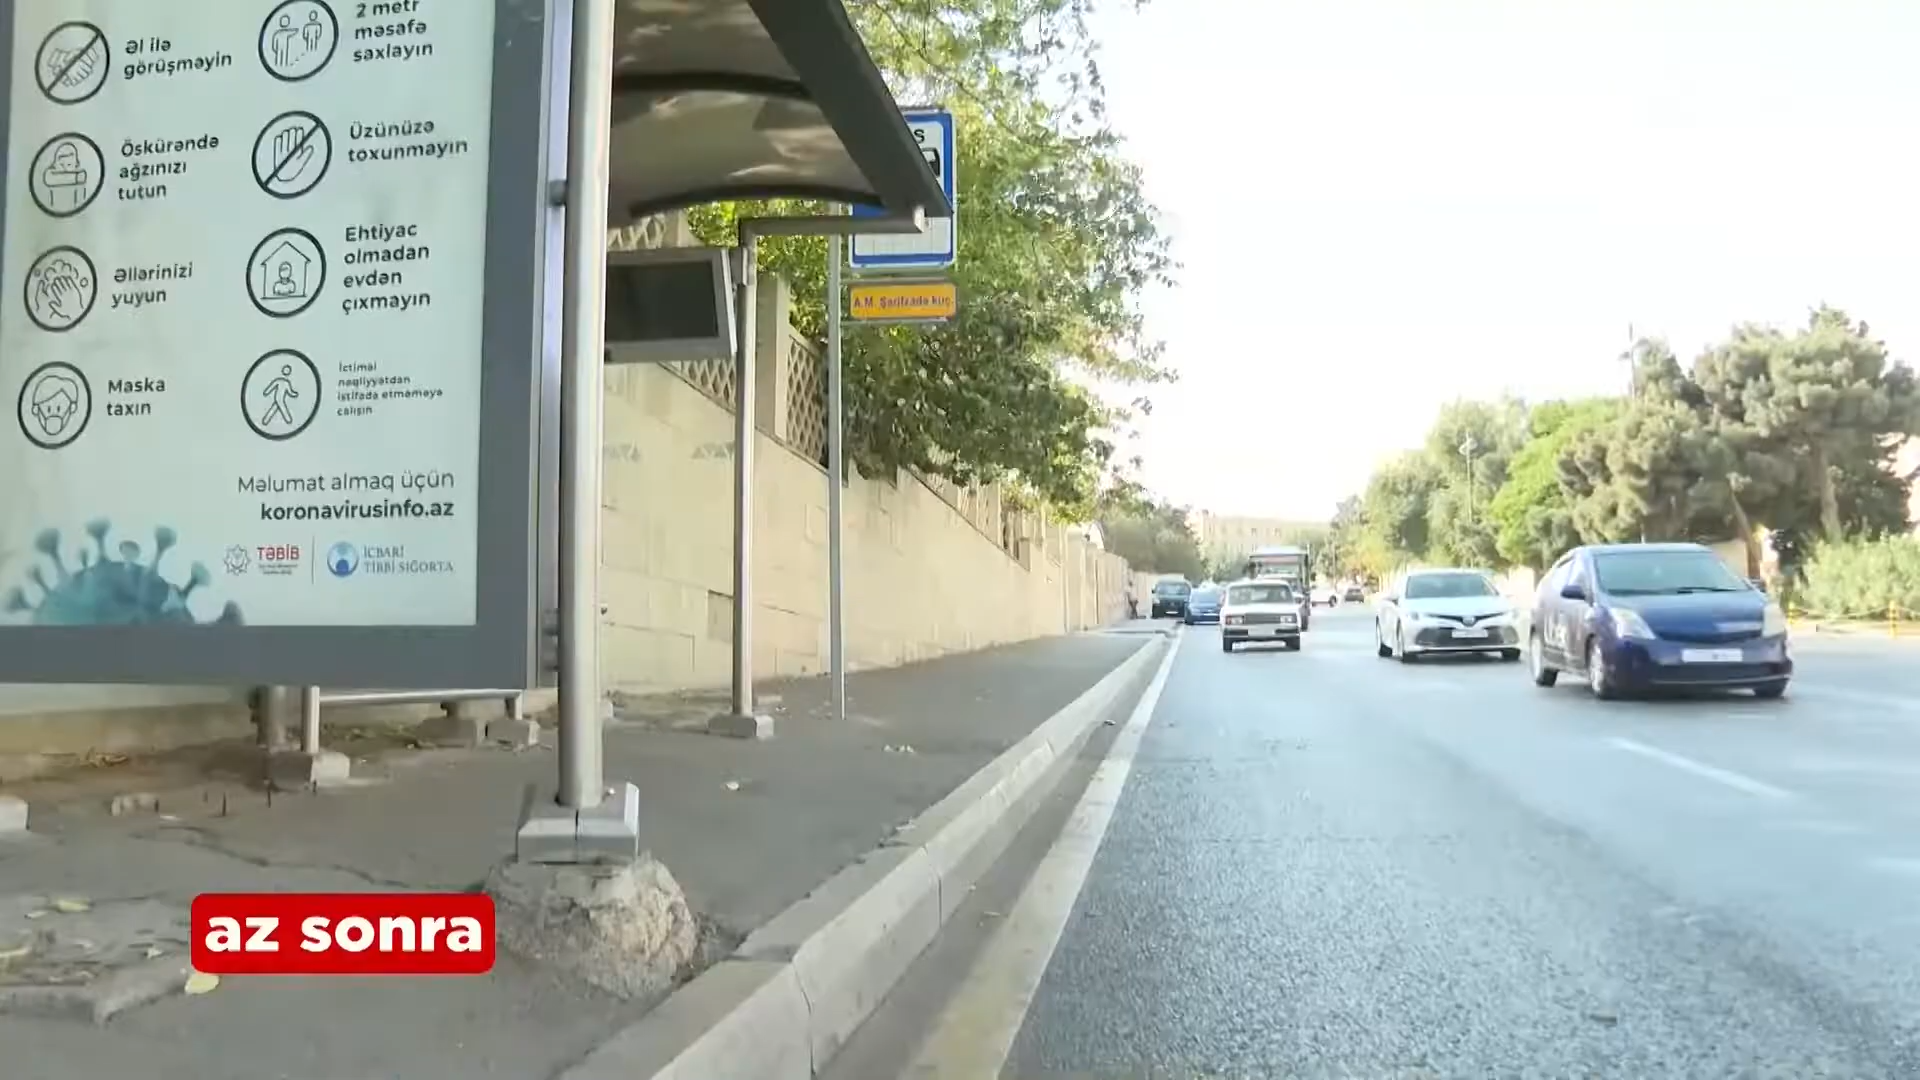 Əl ilə
görüşməyin
2 metr
məsafə
saxlayın
Öskürəndə
ağzınızı
tutun
Üzünüzə
toxunmayın
Əllərinizi
yuyun
Ehtiyac
olmadan
evdən
çıxmayın
Maska
taxın
İctimai
nəqliyyatdan
istifadə etməməyə
çalışın
Məlumat almaq üçün
koronavirusinfo.az
TƏBİB
İCBARİ
TİBBİ SIĞORTA
S
A.M. Şərifzadə küç.
az sonra